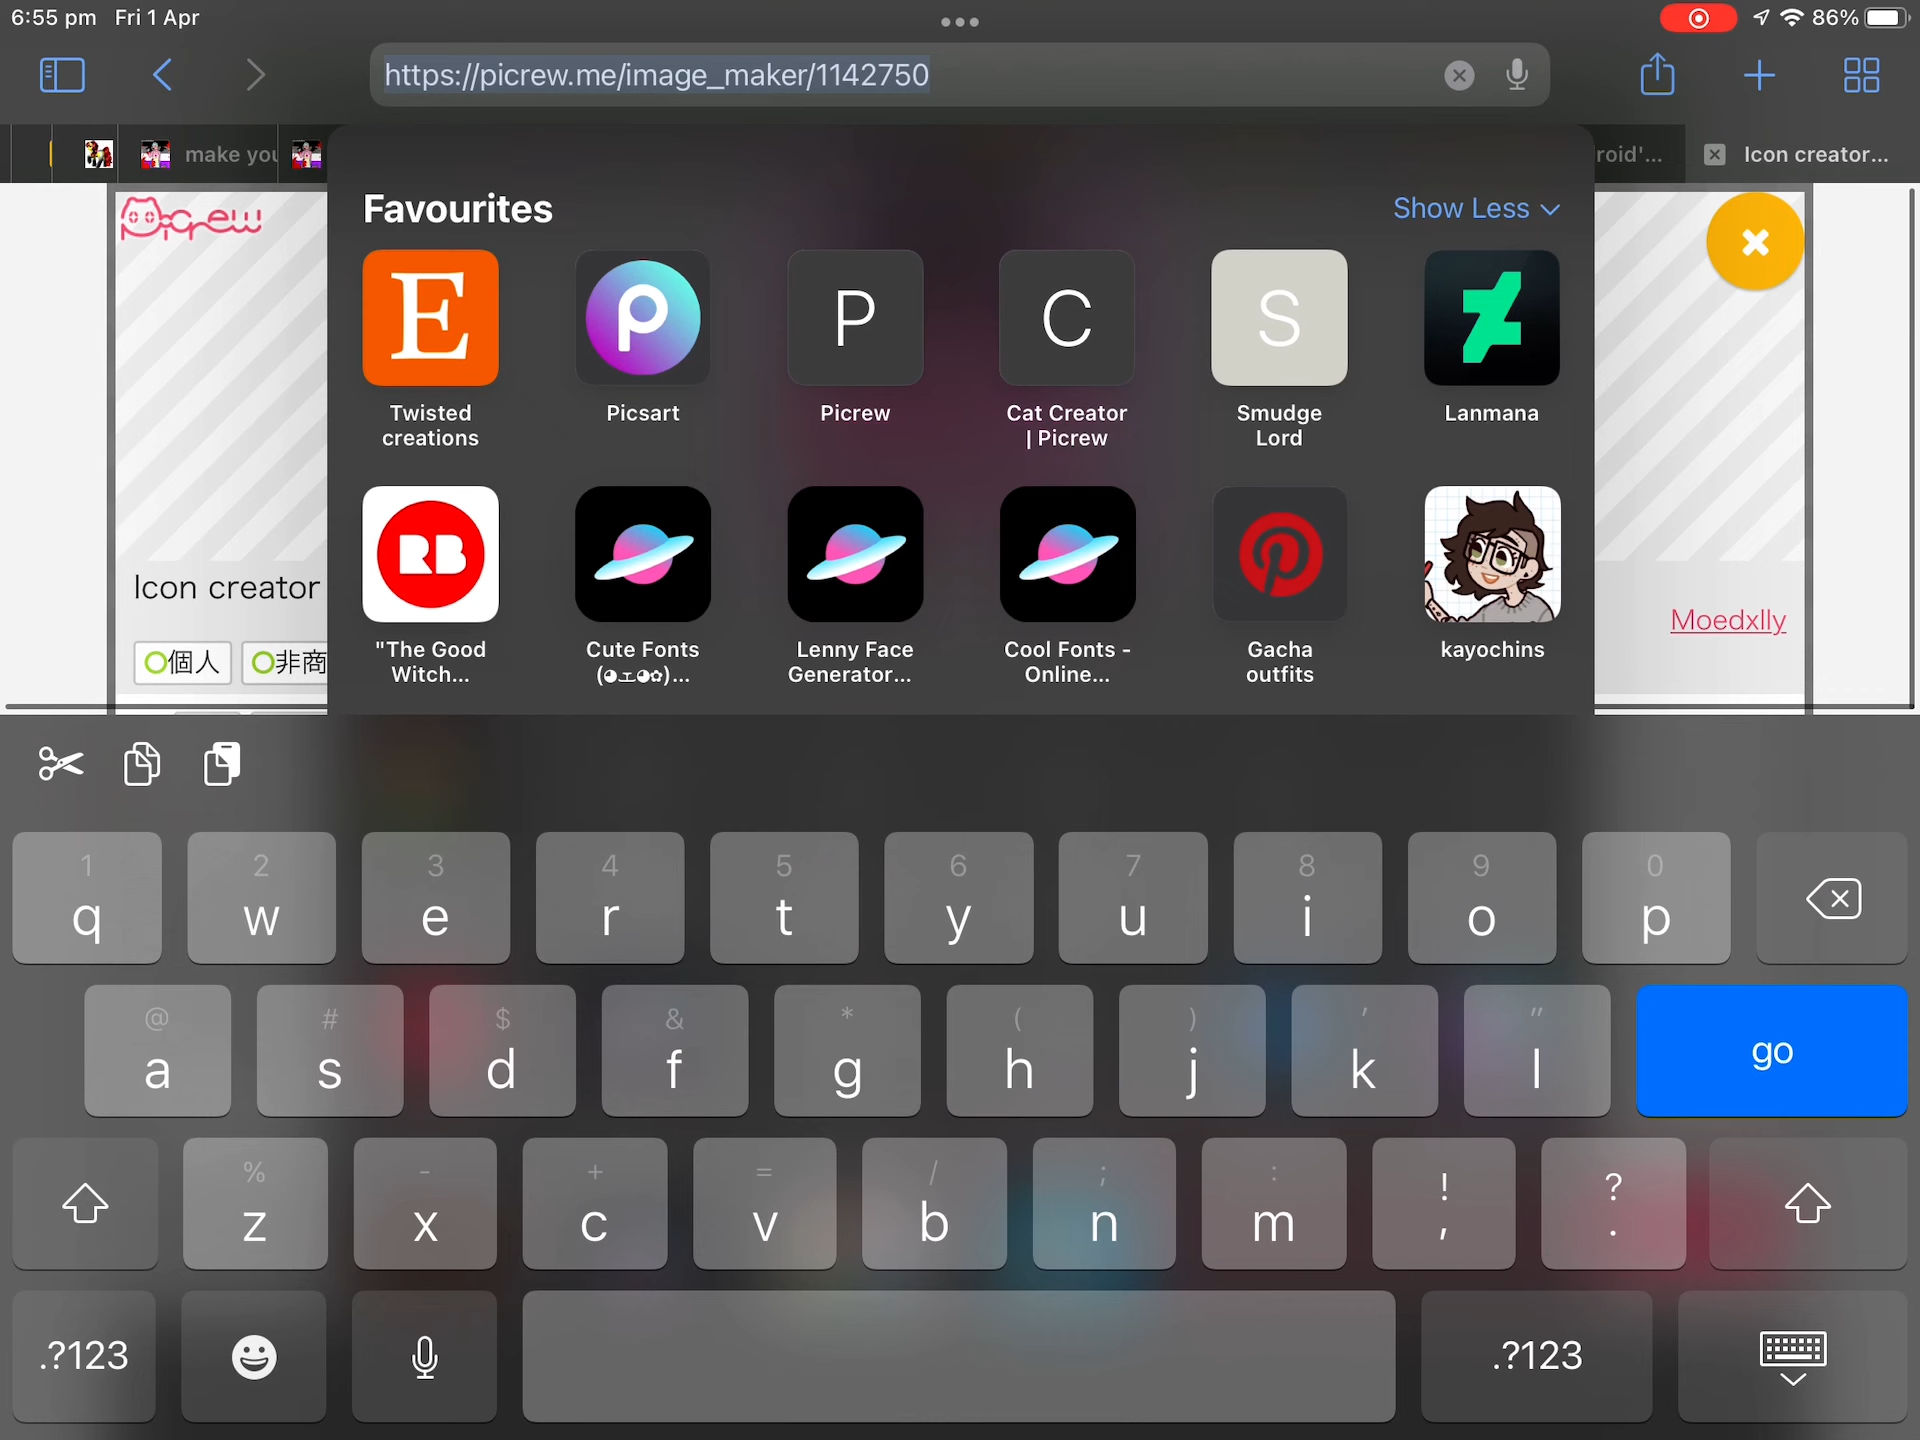 6:55 pm Fri 1 Apr
86%
https://picrew.me/image_maker/1142750
make you
roid'...
Icon creator...
Picrew
Favourites
Show Less
E
P
C
S
Twisted
creations
Picsart
Picrew
Cat Creator
| Picrew
Smudge
Lord
Lanmana
RB
"The Good
Witch...
Cute Fonts
(◕ܫ◕✿)...
Lenny Face
Generator...
Cool Fonts -
Online...
Gacha
outfits
kayochins
Icon creator
Moedxlly
個人
非商
1 2 3 4 5 6 7 8 9 0
q w e r t y u i o p
@ # $ & * ( ) ' "
a s d f g h j k l
go
% - + = / ; : ! ?
z x c v b n m , .
.?123
.?123